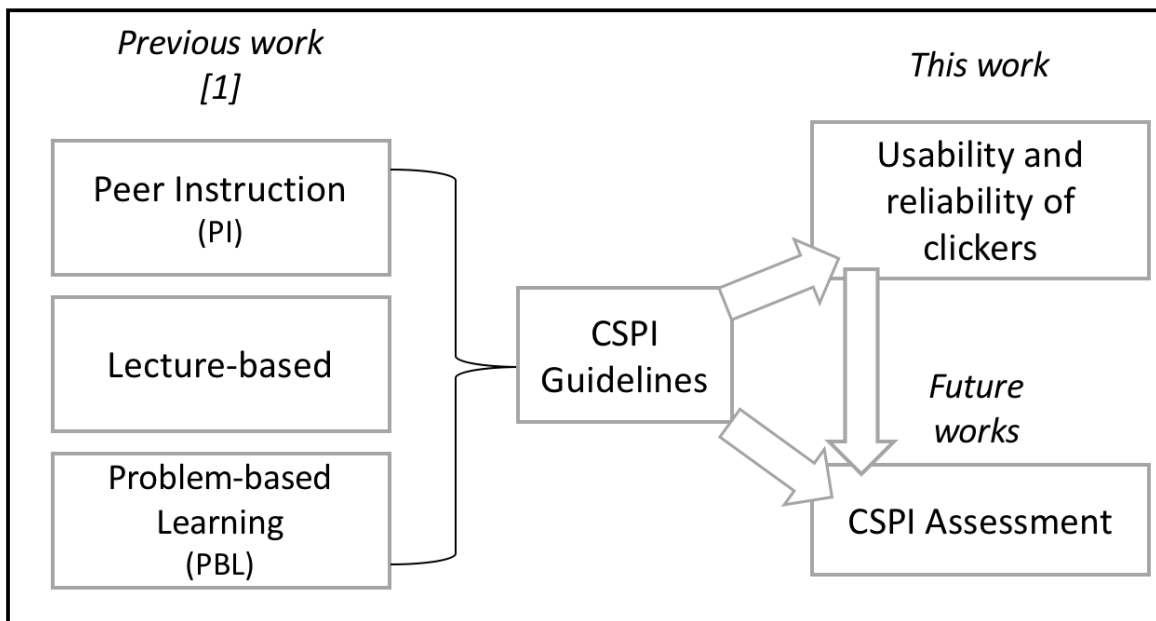 Previous work
[1]
Peer Instruction
(PI)
Lecture-based
Problem-based
Learning
(PBL)
CSPI
Guidelines
This work
Usability and
reliability of
clickers
Future
works
CSPI Assessment